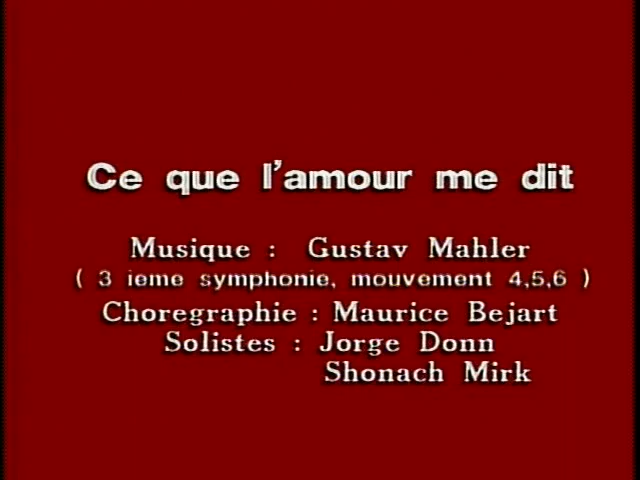 Ce que l'amour me dit
Musique : Gustav Mahler
( 3 ieme symphonie, mouvement 4,5,6 )
Choregraphie : Maurice Bejart
Solistes : Jorge Donn
Shonach Mirk